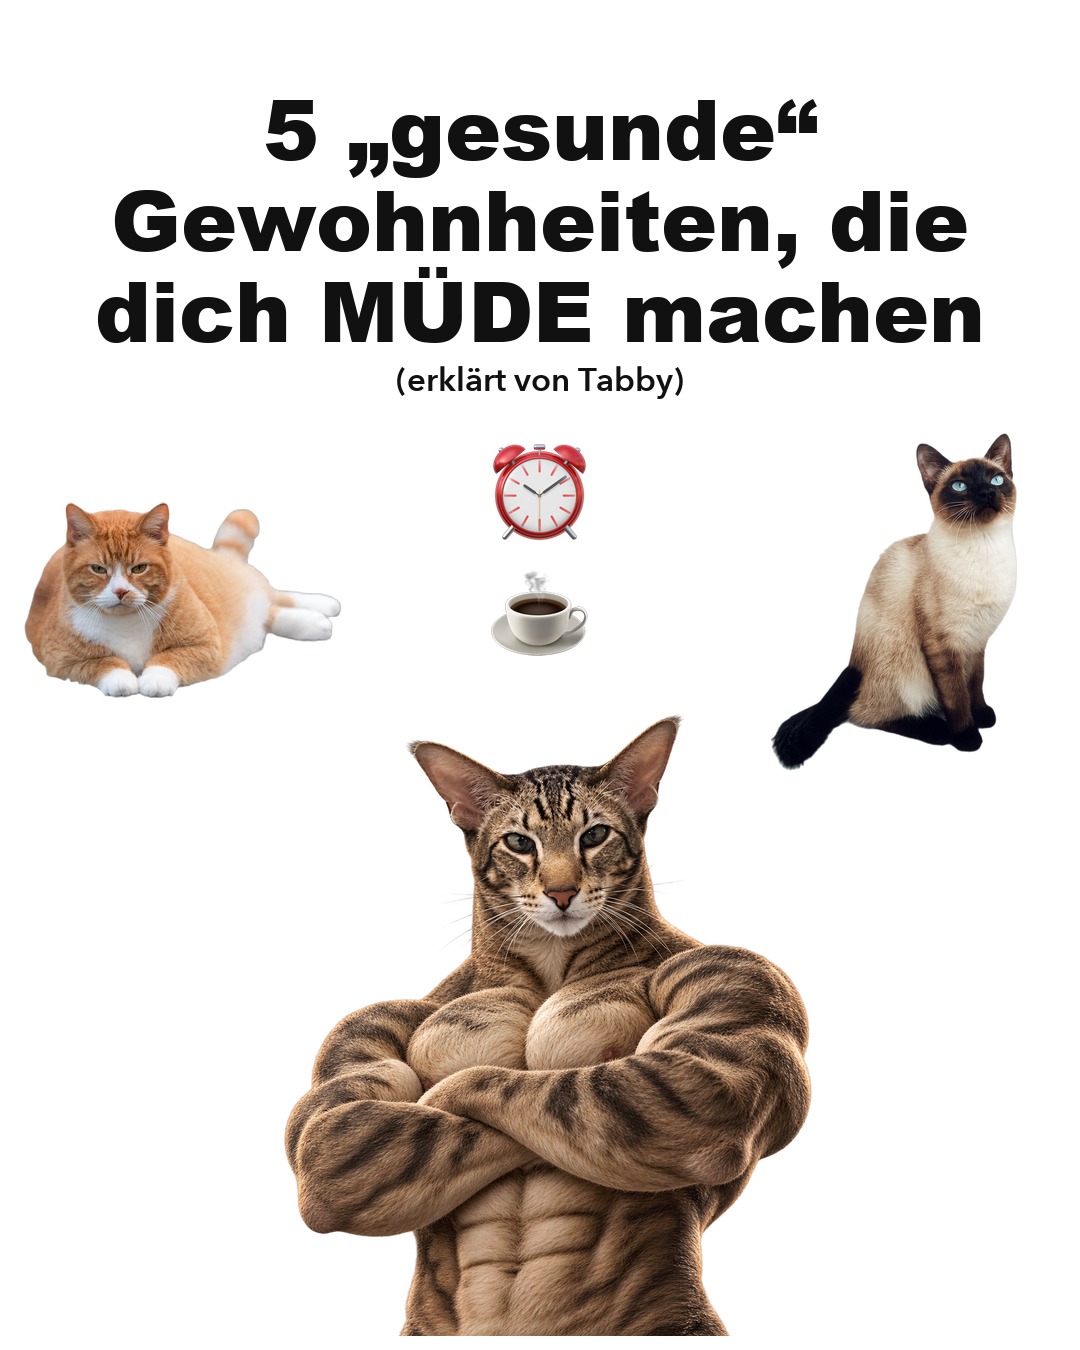 5 „gesunde“
Gewohnheiten, die
dich MÜDE machen
(erklärt von Tabby)